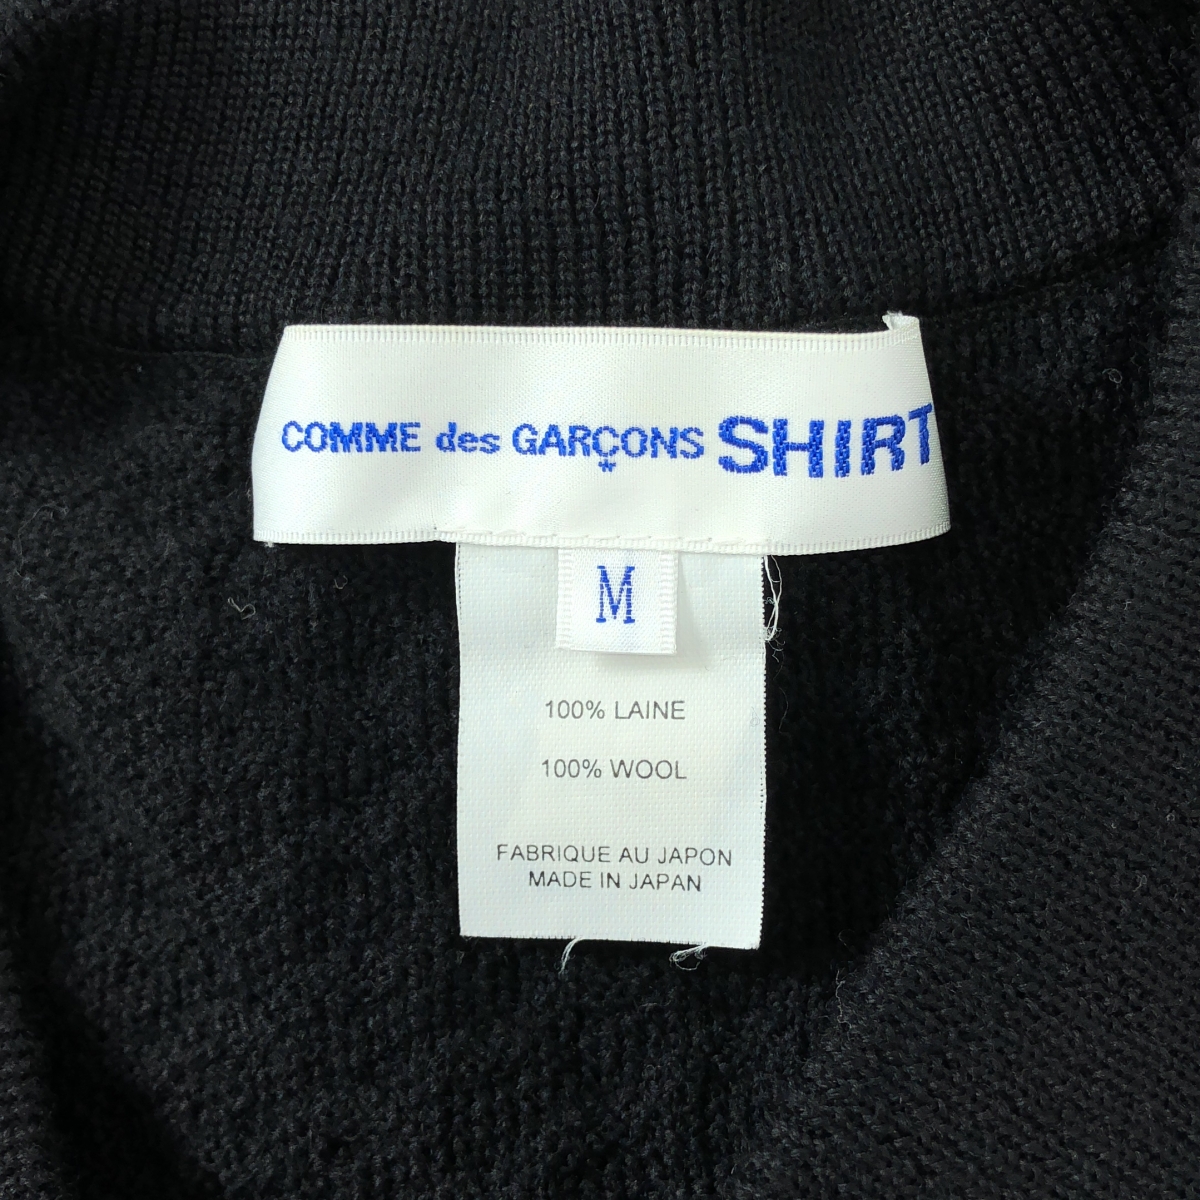 COMME des GARÇONS SHIRT
M
100% LAINE
100% WOOL
FABRIQUE AU JAPON
MADE IN JAPAN